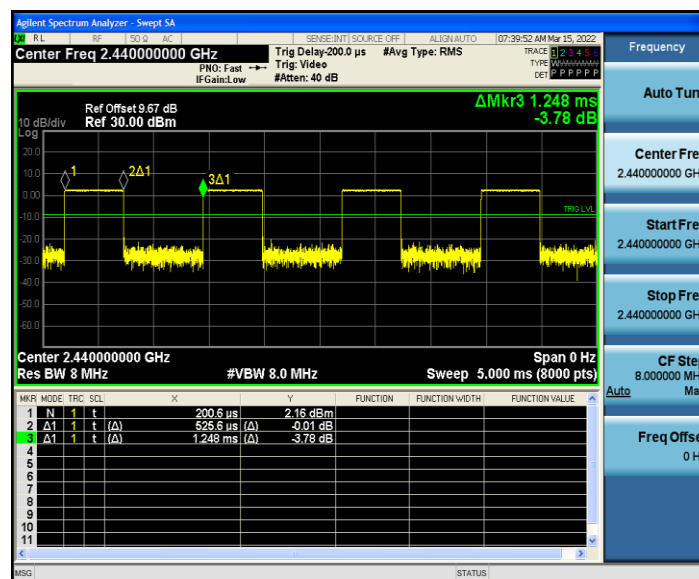 Agilent Spectrum Analyzer - Swept SA
RL RF 50 Ω AC SENSE:INT SOURCE OFF ALIGN AUTO 07:39:52 AM Mar 15, 2022
Center Freq 2.440000000 GHz
PNO: Fast
IFGain:Low
Trig Delay-200.0 µs #Avg Type: RMS
Trig: Video
#Atten: 40 dB
TRACE 1 2 3 4 5 6
TYPE
DET P P P P P P
Ref Offset 9.67 dB
10 dB/div Ref 30.00 dBm
Log
ΔMkr3 1.248 ms
-3.78 dB
20.0
10.0
0.00
-10.0
-20.0
-30.0
-40.0
-50.0
-60.0
1
2Δ1
3Δ1
TRIG LVL
Center 2.440000000 GHz Span 0 Hz
Res BW 8 MHz #VBW 8.0 MHz Sweep 5.000 ms (8000 pts)
MKR MODE TRC SCL X Y FUNCTION FUNCTION WIDTH FUNCTION VALUE
1 N 1 t 200.6 µs 2.16 dBm
2 Δ1 1 t (Δ) 525.6 µs (Δ) -0.01 dB
3 Δ1 1 t (Δ) 1.248 ms (Δ) -3.78 dB
4
5
6
7
8
9
10
11
MSG STATUS
Frequency
Auto Tun
Center Fre
2.440000000 GH
Start Fre
2.440000000 GH
Stop Fre
2.440000000 GH
CF Ste
8.000000 MH
Auto Ma
Freq Offse
0 H